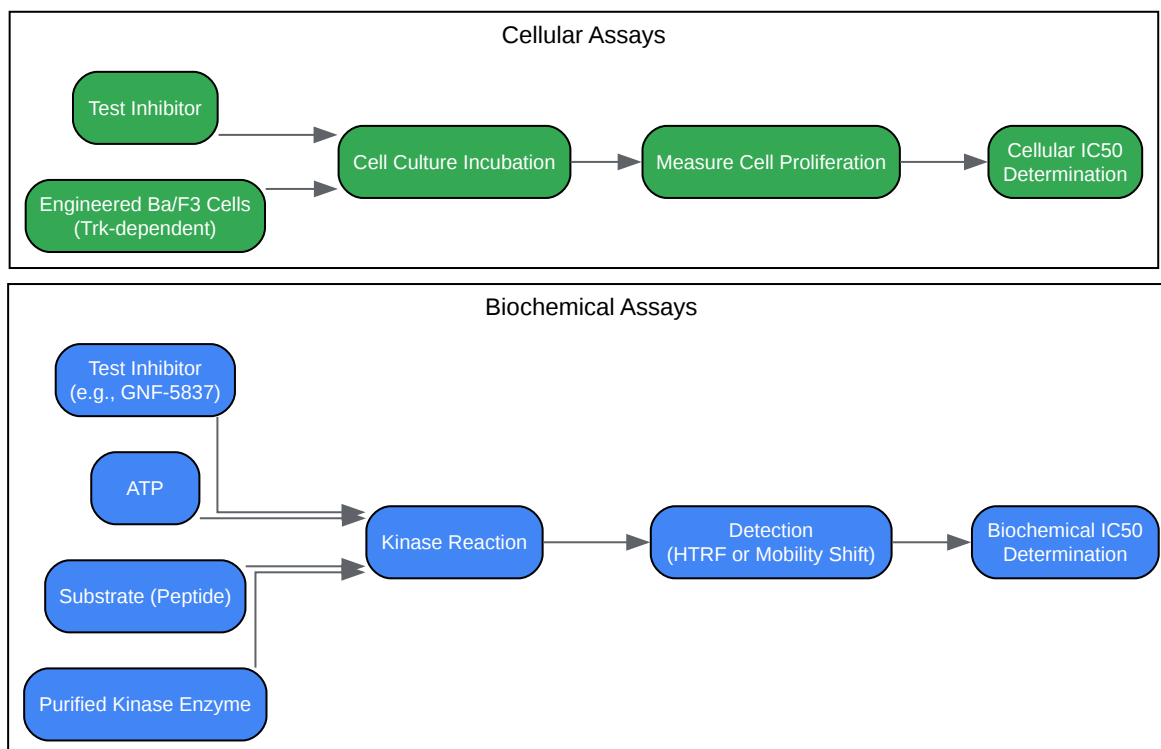 Cellular Assays
Test Inhibitor
Engineered Ba/F3 Cells
(Trk-dependent)
Cell Culture Incubation
Measure Cell Proliferation
Cellular IC50
Determination
Biochemical Assays
Test Inhibitor
(e.g., GNF-5837)
ATP
Substrate (Peptide)
Purified Kinase Enzyme
Kinase Reaction
Detection
(HTRF or Mobility Shift)
Biochemical IC50
Determination